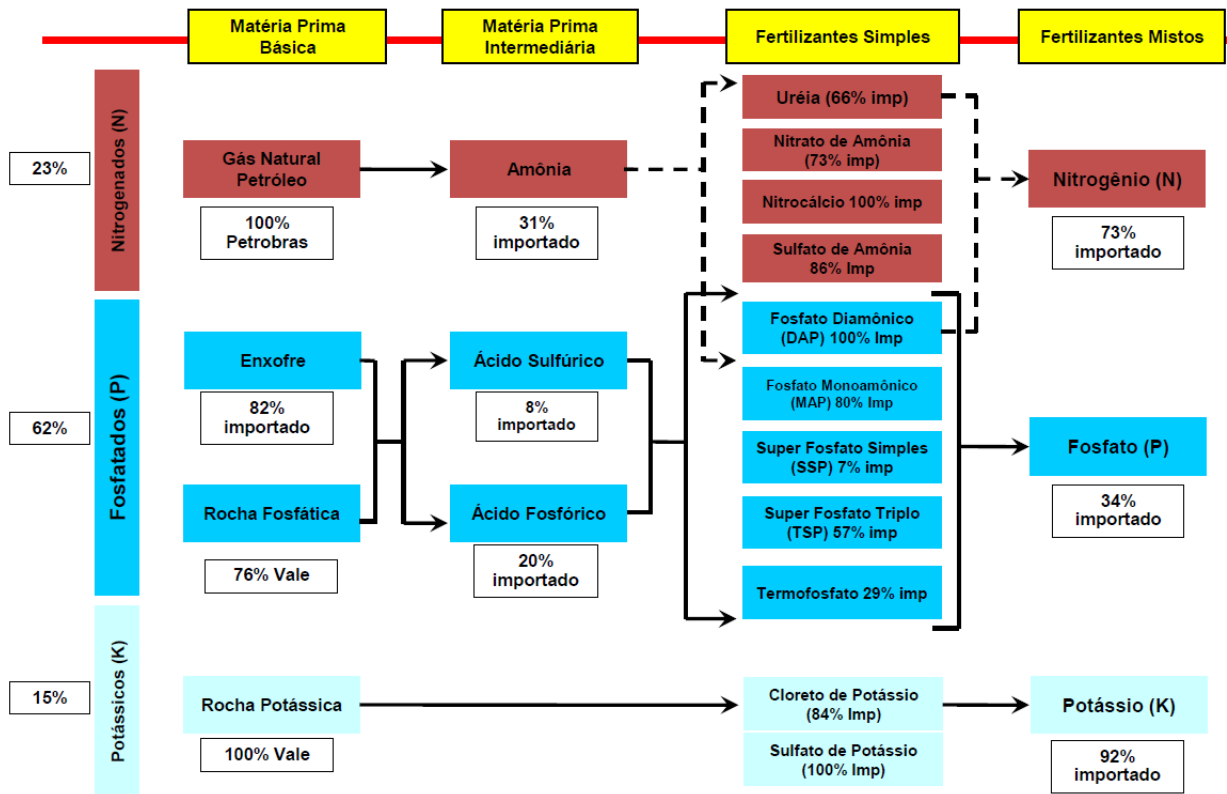 Matéria Prima
Básica
Matéria Prima
Intermediária
Fertilizantes Simples
Fertilizantes Mistos
Nitrogenados (N)
23%
Gás Natural
Petróleo
100%
Petrobras
Amônia
31%
importado
Uréia (66% imp)
Nitrato de Amônia
(73% imp)
Nitrocálcio 100% imp
Sulfato de Amônia
86% Imp
Nitrogênio (N)
73%
importado
Fosfatados (P)
62%
Enxofre
82%
importado
Rocha Fosfática
76% Vale
Ácido Sulfúrico
8%
importado
Ácido Fosfórico
20%
importado
Fosfato Diamônico
(DAP) 100% Imp
Fosfato Monoamônico
(MAP) 80% Imp
Super Fosfato Simples
(SSP) 7% imp
Super Fosfato Triplo
(TSP) 57% imp
Termofosfato 29% imp
Fosfato (P)
34%
importado
Potássicos (K)
15%
Rocha Potássica
100% Vale
Cloreto de Potássio
(84% Imp)
Sulfato de Potássio
(100% Imp)
Potássio (K)
92%
importado